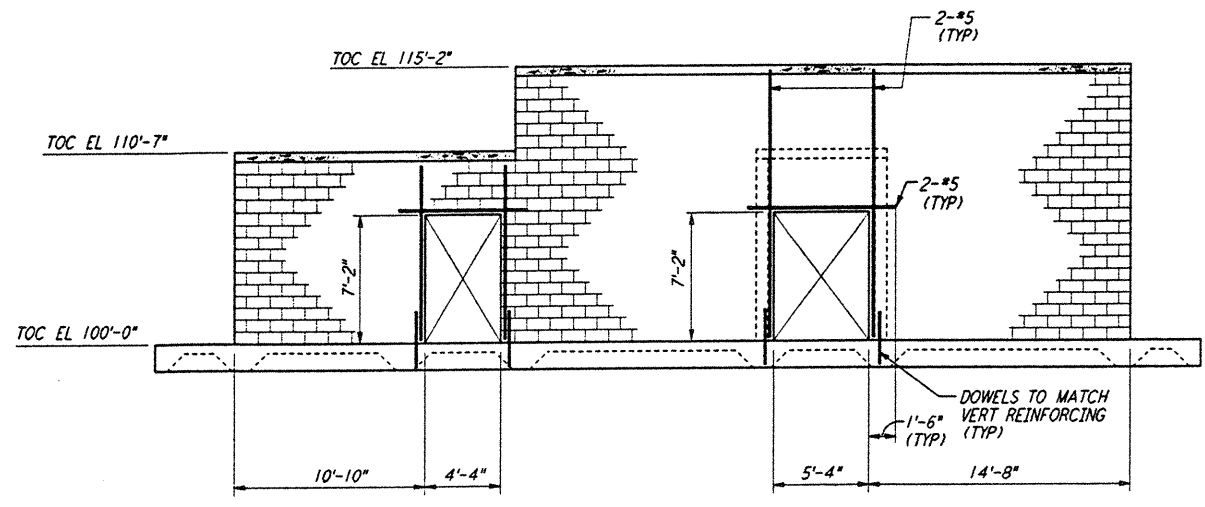 2-#5
(TYP)
TOC EL 115'-2"
TOC EL 110'-7"
2-#5
(TYP)
7'-2"
7'-2"
TOC EL 100'-0"
DOWELS TO MATCH
VERT REINFORCING
(TYP)
1'-6"
(TYP)
10'-10"
4'-4"
5'-4"
14'-8"